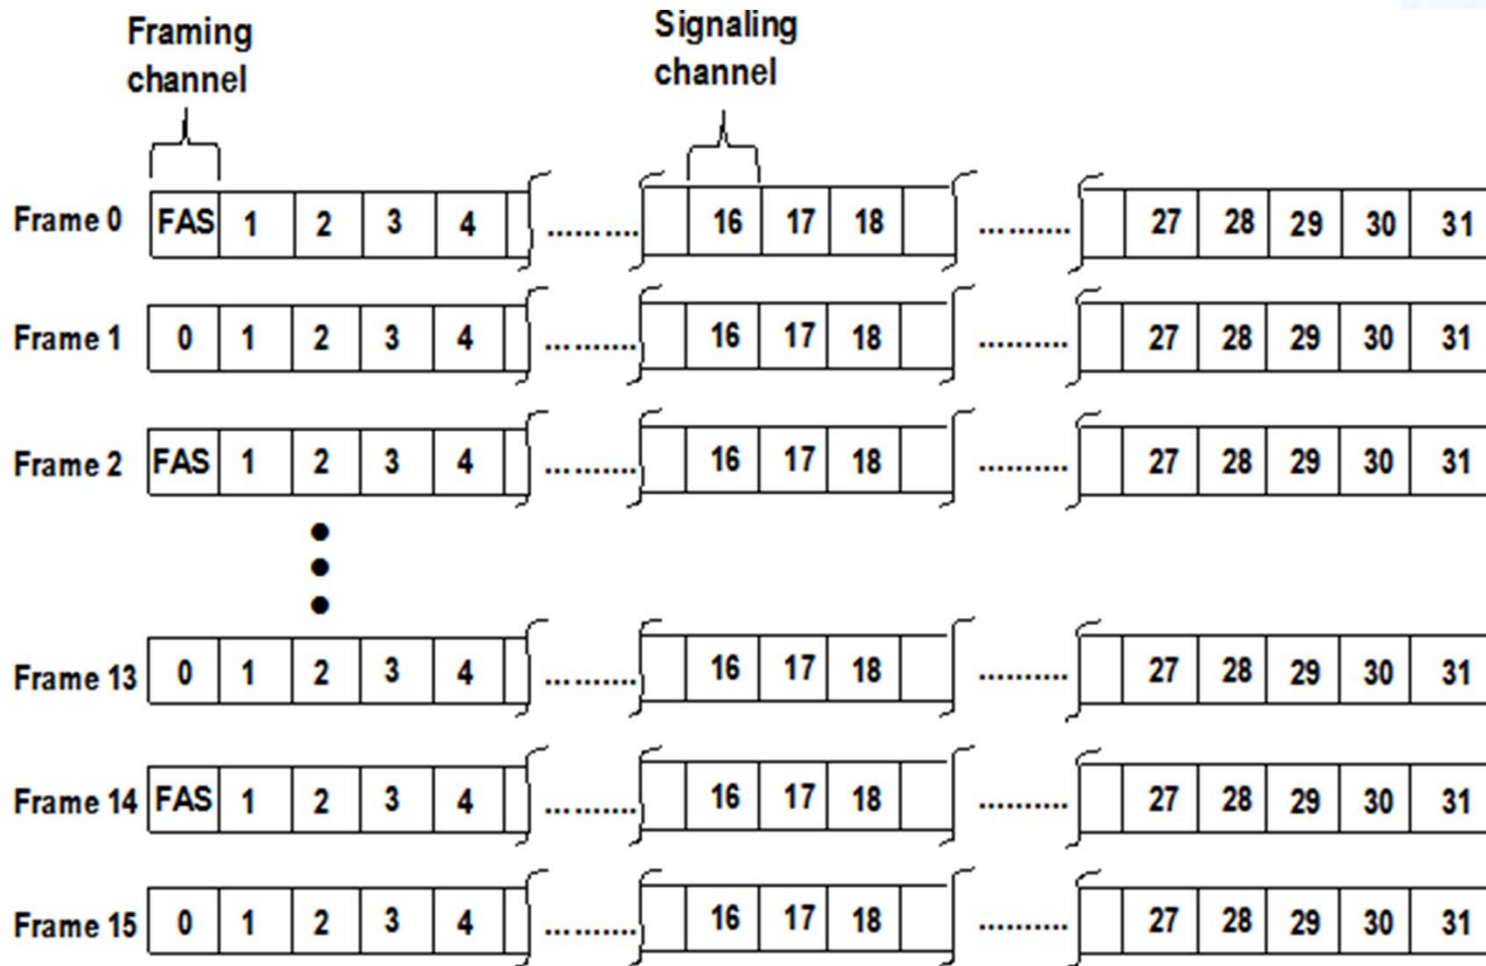 Framing channel
Signaling channel
Frame 0 FAS 1 2 3 4 .......... 16 17 18 .......... 27 28 29 30 31
Frame 1 0 1 2 3 4 .......... 16 17 18 .......... 27 28 29 30 31
Frame 2 FAS 1 2 3 4 .......... 16 17 18 .......... 27 28 29 30 31
Frame 13 0 1 2 3 4 .......... 16 17 18 .......... 27 28 29 30 31
Frame 14 FAS 1 2 3 4 .......... 16 17 18 .......... 27 28 29 30 31
Frame 15 0 1 2 3 4 .......... 16 17 18 .......... 27 28 29 30 31